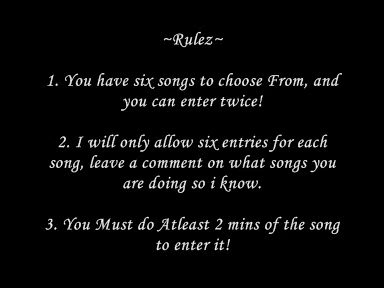 ~Rulez~
1. You have six songs to choose From, and
you can enter twice!
2. I will only allow six entries for each
song, leave a comment on what songs you
are doing so i know.
3. You Must do Atleast 2 mins of the song
to enter it!